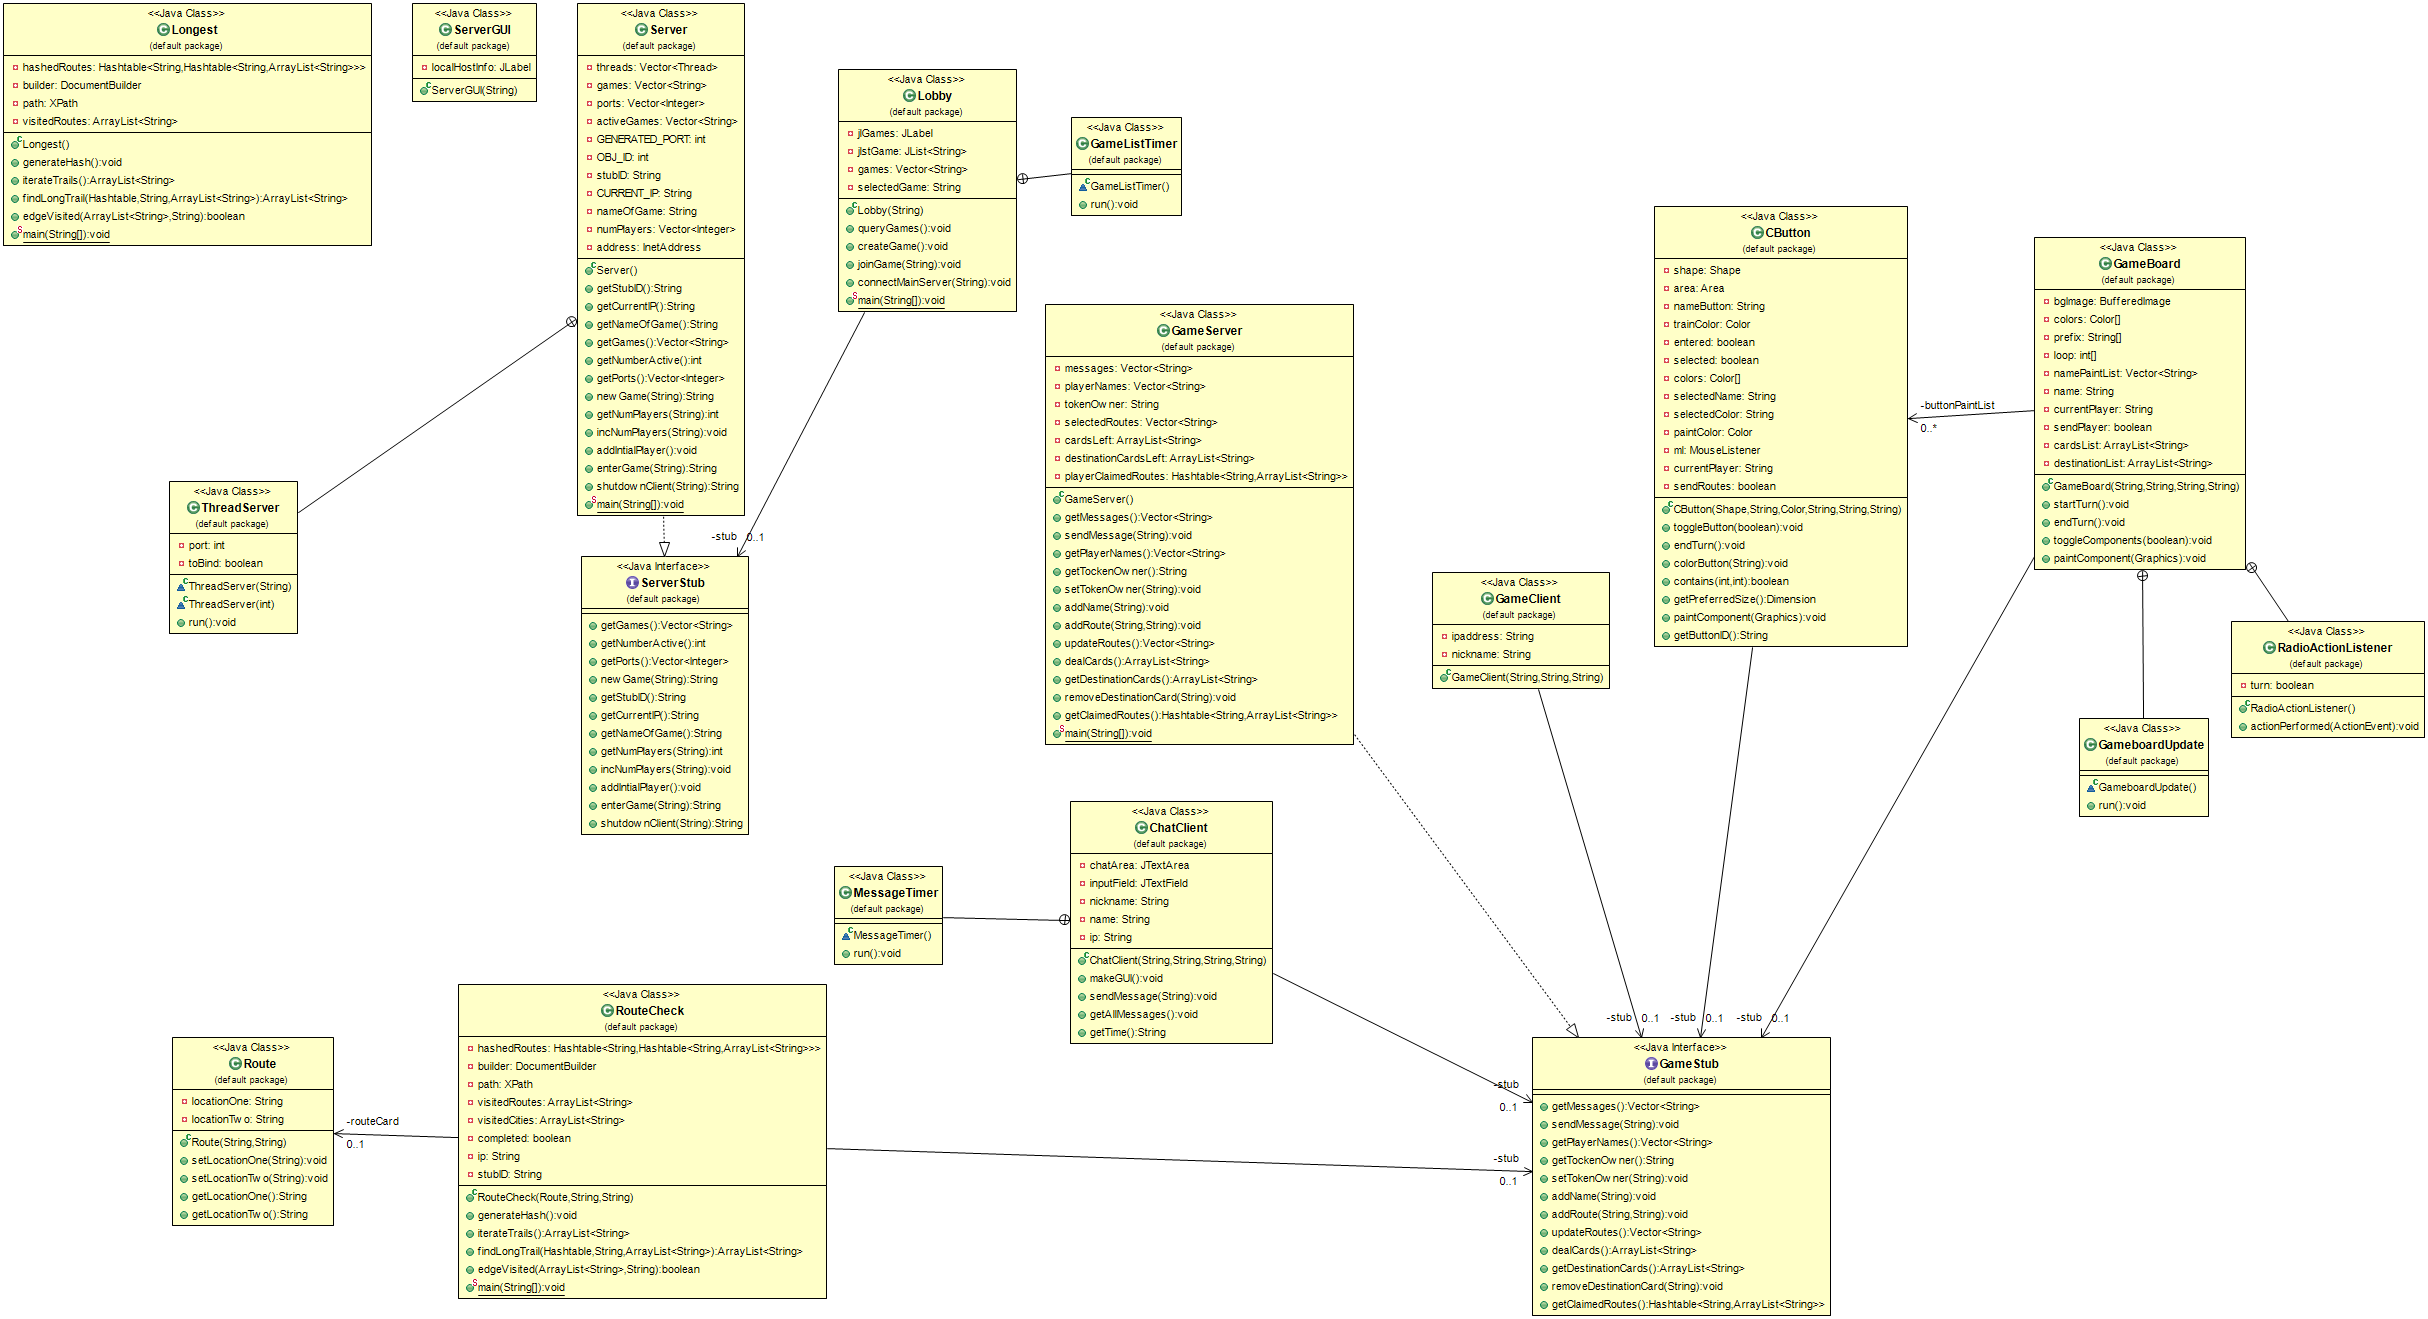 <<Java Class>>
Longest
(default package)
hashedRoutes: Hashtable<String,Hashtable<String,ArrayList<String>>>
builder: DocumentBuilder
path: XPath
visitedRoutes: ArrayList<String>
Longest()
generateHash():void
iterateTrails():ArrayList<String>
findLongTrail(Hashtable,String,ArrayList<String>):ArrayList<String>
edgeVisited(ArrayList<String>,String):boolean
main(String[]):void
<<Java Class>>
ServerGUI
(default package)
localHostInfo: JLabel
ServerGUI(String)
<<Java Class>>
Server
(default package)
threads: Vector<Thread>
games: Vector<String>
ports: Vector<Integer>
activeGames: Vector<String>
GENERATED_PORT: int
OBJ_ID: int
stubID: String
CURRENT_IP: String
nameOfGame: String
numPlayers: Vector<Integer>
address: InetAddress
Server()
getStubID():String
getCurrentIP():String
getNameOfGame():String
getGames():Vector<String>
getNumberActive():int
getPorts():Vector<Integer>
newGame(String):String
getNumPlayers(String):int
incNumPlayers(String):void
addIntialPlayer():void
enterGame(String):String
shutdownClient(String):String
main(String[]):void
<<Java Class>>
Lobby
(default package)
jlGames: JLabel
jlstGame: JList<String>
games: Vector<String>
selectedGame: String
Lobby(String)
queryGames():void
createGame():void
joinGame(String):void
connectMainServer(String):void
main(String[]):void
<<Java Class>>
GameListTimer
(default package)
GameListTimer()
run():void
<<Java Class>>
ThreadServer
(default package)
port: int
toBind: boolean
ThreadServer(String)
ThreadServer(int)
run():void
-stub
0..1
<<Java Interface>>
ServerStub
(default package)
getGames():Vector<String>
getNumberActive():int
getPorts():Vector<Integer>
newGame(String):String
getStubID():String
getCurrentIP():String
getNameOfGame():String
getNumPlayers(String):int
incNumPlayers(String):void
addIntialPlayer():void
enterGame(String):String
shutdownClient(String):String
<<Java Class>>
GameServer
(default package)
messages: Vector<String>
playerNames: Vector<String>
tokenOwner: String
selectedRoutes: Vector<String>
cardsLeft: ArrayList<String>
destinationCardsLeft: ArrayList<String>
playerClaimedRoutes: Hashtable<String,ArrayList<String>>
GameServer()
getMessages():Vector<String>
sendMessage(String):void
getPlayerNames():Vector<String>
getTockenOwner():String
setTokenOwner(String):void
addName(String):void
addRoute(String,String):void
updateRoutes():Vector<String>
dealCards():ArrayList<String>
getDestinationCards():ArrayList<String>
removeDestinationCard(String):void
getClaimedRoutes():Hashtable<String,ArrayList<String>>
main(String[]):void
<<Java Class>>
GameClient
(default package)
ipaddress: String
nickname: String
GameClient(String,String,String)
<<Java Class>>
CButton
(default package)
shape: Shape
area: Area
nameButton: String
trainColor: Color
entered: boolean
selected: boolean
colors: Color[]
selectedName: String
selectedColor: String
paintColor: Color
ml: MouseListener
currentPlayer: String
sendRoutes: boolean
CButton(Shape,String,Color,String,String,String)
toggleButton(boolean):void
endTurn():void
colorButton(String):void
contains(int,int):boolean
getPreferredSize():Dimension
paintComponent(Graphics):void
getButtonID():String
-buttonPaintList
0..*
<<Java Class>>
GameBoard
(default package)
bgImage: BufferedImage
colors: Color[]
prefix: String[]
loop: int[]
namePaintList: Vector<String>
name: String
currentPlayer: String
sendPlayer: boolean
cardsList: ArrayList<String>
destinationList: ArrayList<String>
GameBoard(String,String,String,String)
startTurn():void
endTurn():void
toggleComponents(boolean):void
paintComponent(Graphics):void
<<Java Class>>
RadioActionListener
(default package)
turn: boolean
RadioActionListener()
actionPerformed(ActionEvent):void
<<Java Class>>
GameboardUpdate
(default package)
GameboardUpdate()
run():void
<<Java Class>>
MessageTimer
(default package)
MessageTimer()
run():void
<<Java Class>>
ChatClient
(default package)
chatArea: JTextArea
inputField: JTextField
nickname: String
name: String
ip: String
ChatClient(String,String,String,String)
makeGUI():void
sendMessage(String):void
getAllMessages():void
getTime():String
<<Java Class>>
Route
(default package)
locationOne: String
locationTwo: String
Route(String,String)
setLocationOne(String):void
setLocationTwo(String):void
getLocationOne():String
getLocationTwo():String
-routeCard
0..1
<<Java Class>>
RouteCheck
(default package)
hashedRoutes: Hashtable<String,Hashtable<String,ArrayList<String>>>
builder: DocumentBuilder
path: XPath
visitedRoutes: ArrayList<String>
visitedCities: ArrayList<String>
completed: boolean
ip: String
stubID: String
RouteCheck(Route,String,String)
generateHash():void
iterateTrails():ArrayList<String>
findLongTrail(Hashtable,String,ArrayList<String>):ArrayList<String>
edgeVisited(ArrayList<String>,String):boolean
main(String[]):void
-stub 0..1
-stub 0..1
-stub 0..1
-stub
0..1
-stub
0..1
<<Java Interface>>
GameStub
(default package)
getMessages():Vector<String>
sendMessage(String):void
getPlayerNames():Vector<String>
getTockenOwner():String
setTokenOwner(String):void
addName(String):void
addRoute(String,String):void
updateRoutes():Vector<String>
dealCards():ArrayList<String>
getDestinationCards():ArrayList<String>
removeDestinationCard(String):void
getClaimedRoutes():Hashtable<String,ArrayList<String>>